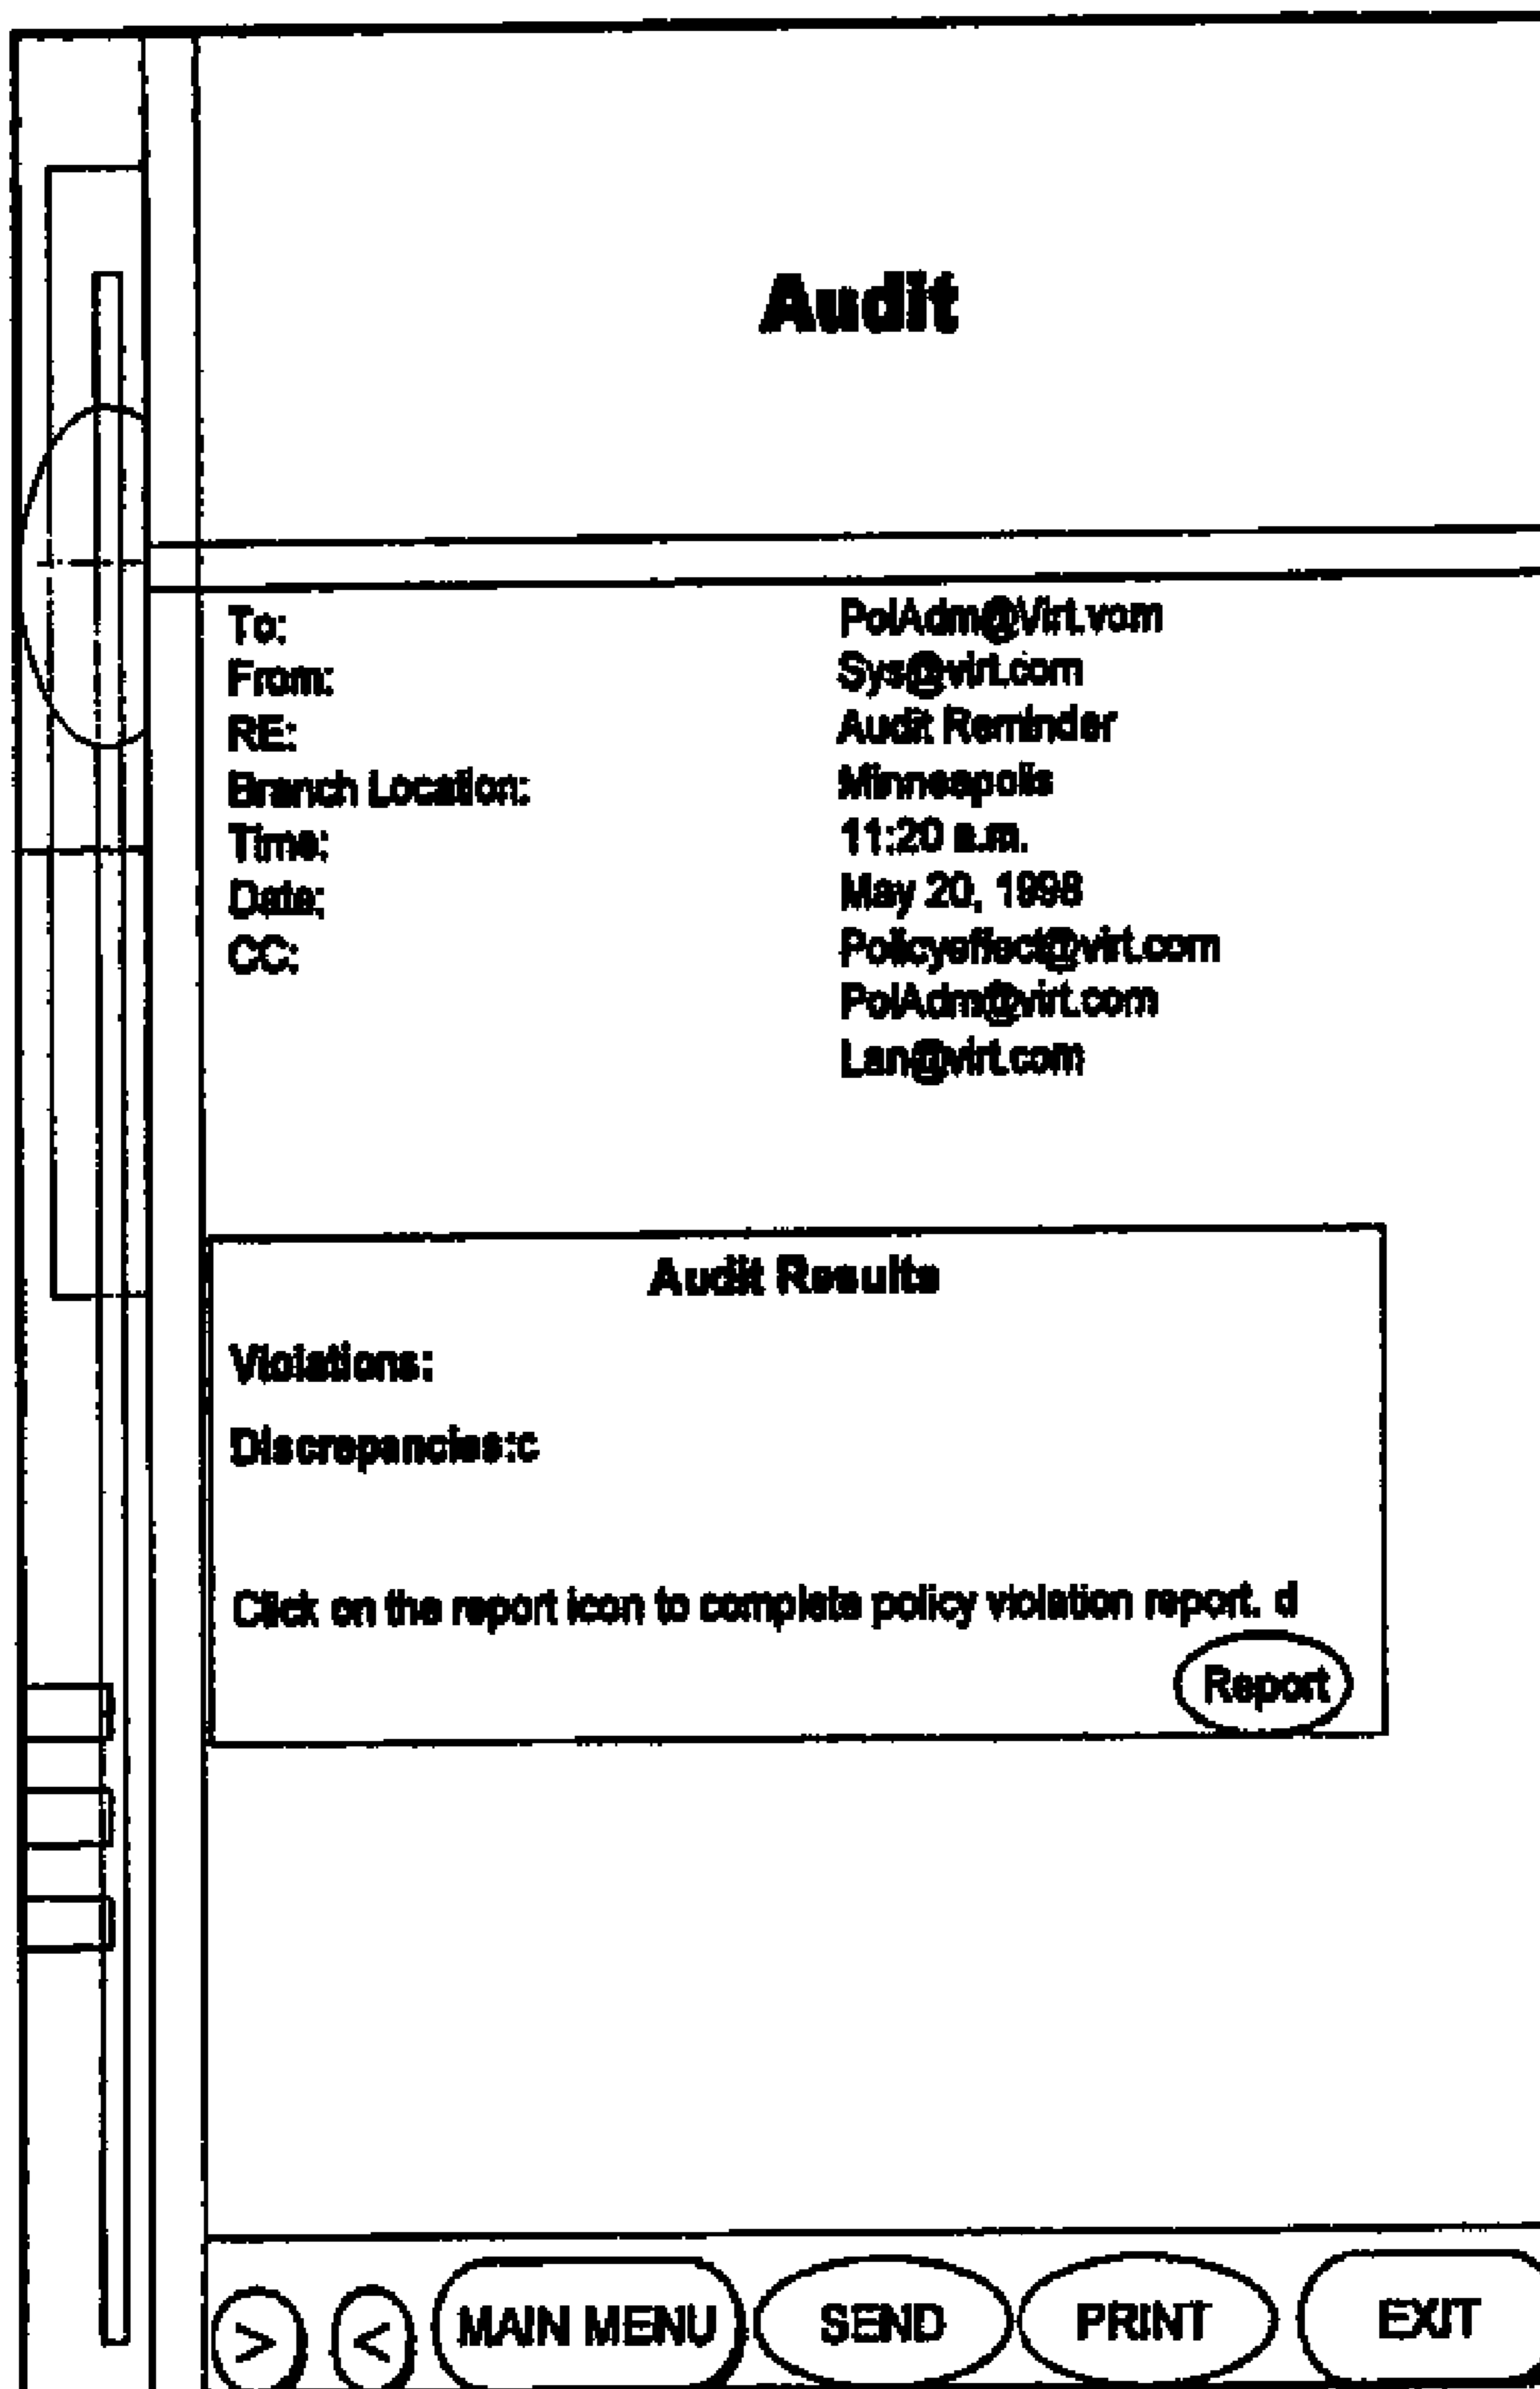 Audit
To: PolAdm@Virt.vom
From: Sys@virt.com
RE: Audit Reminder
Branch Location: Minneapolis
Time: 11:20 a.m.
Date: May 20, 1998
CC: Policyeffect@virt.com
PolAdm@virt.com
Lan@virt.com
Audit Results
Violations:
Discrepancies:c
Click on the report icon to complete policy violation report. d
Report
> < MAIN MENU SEND PRINT EXIT